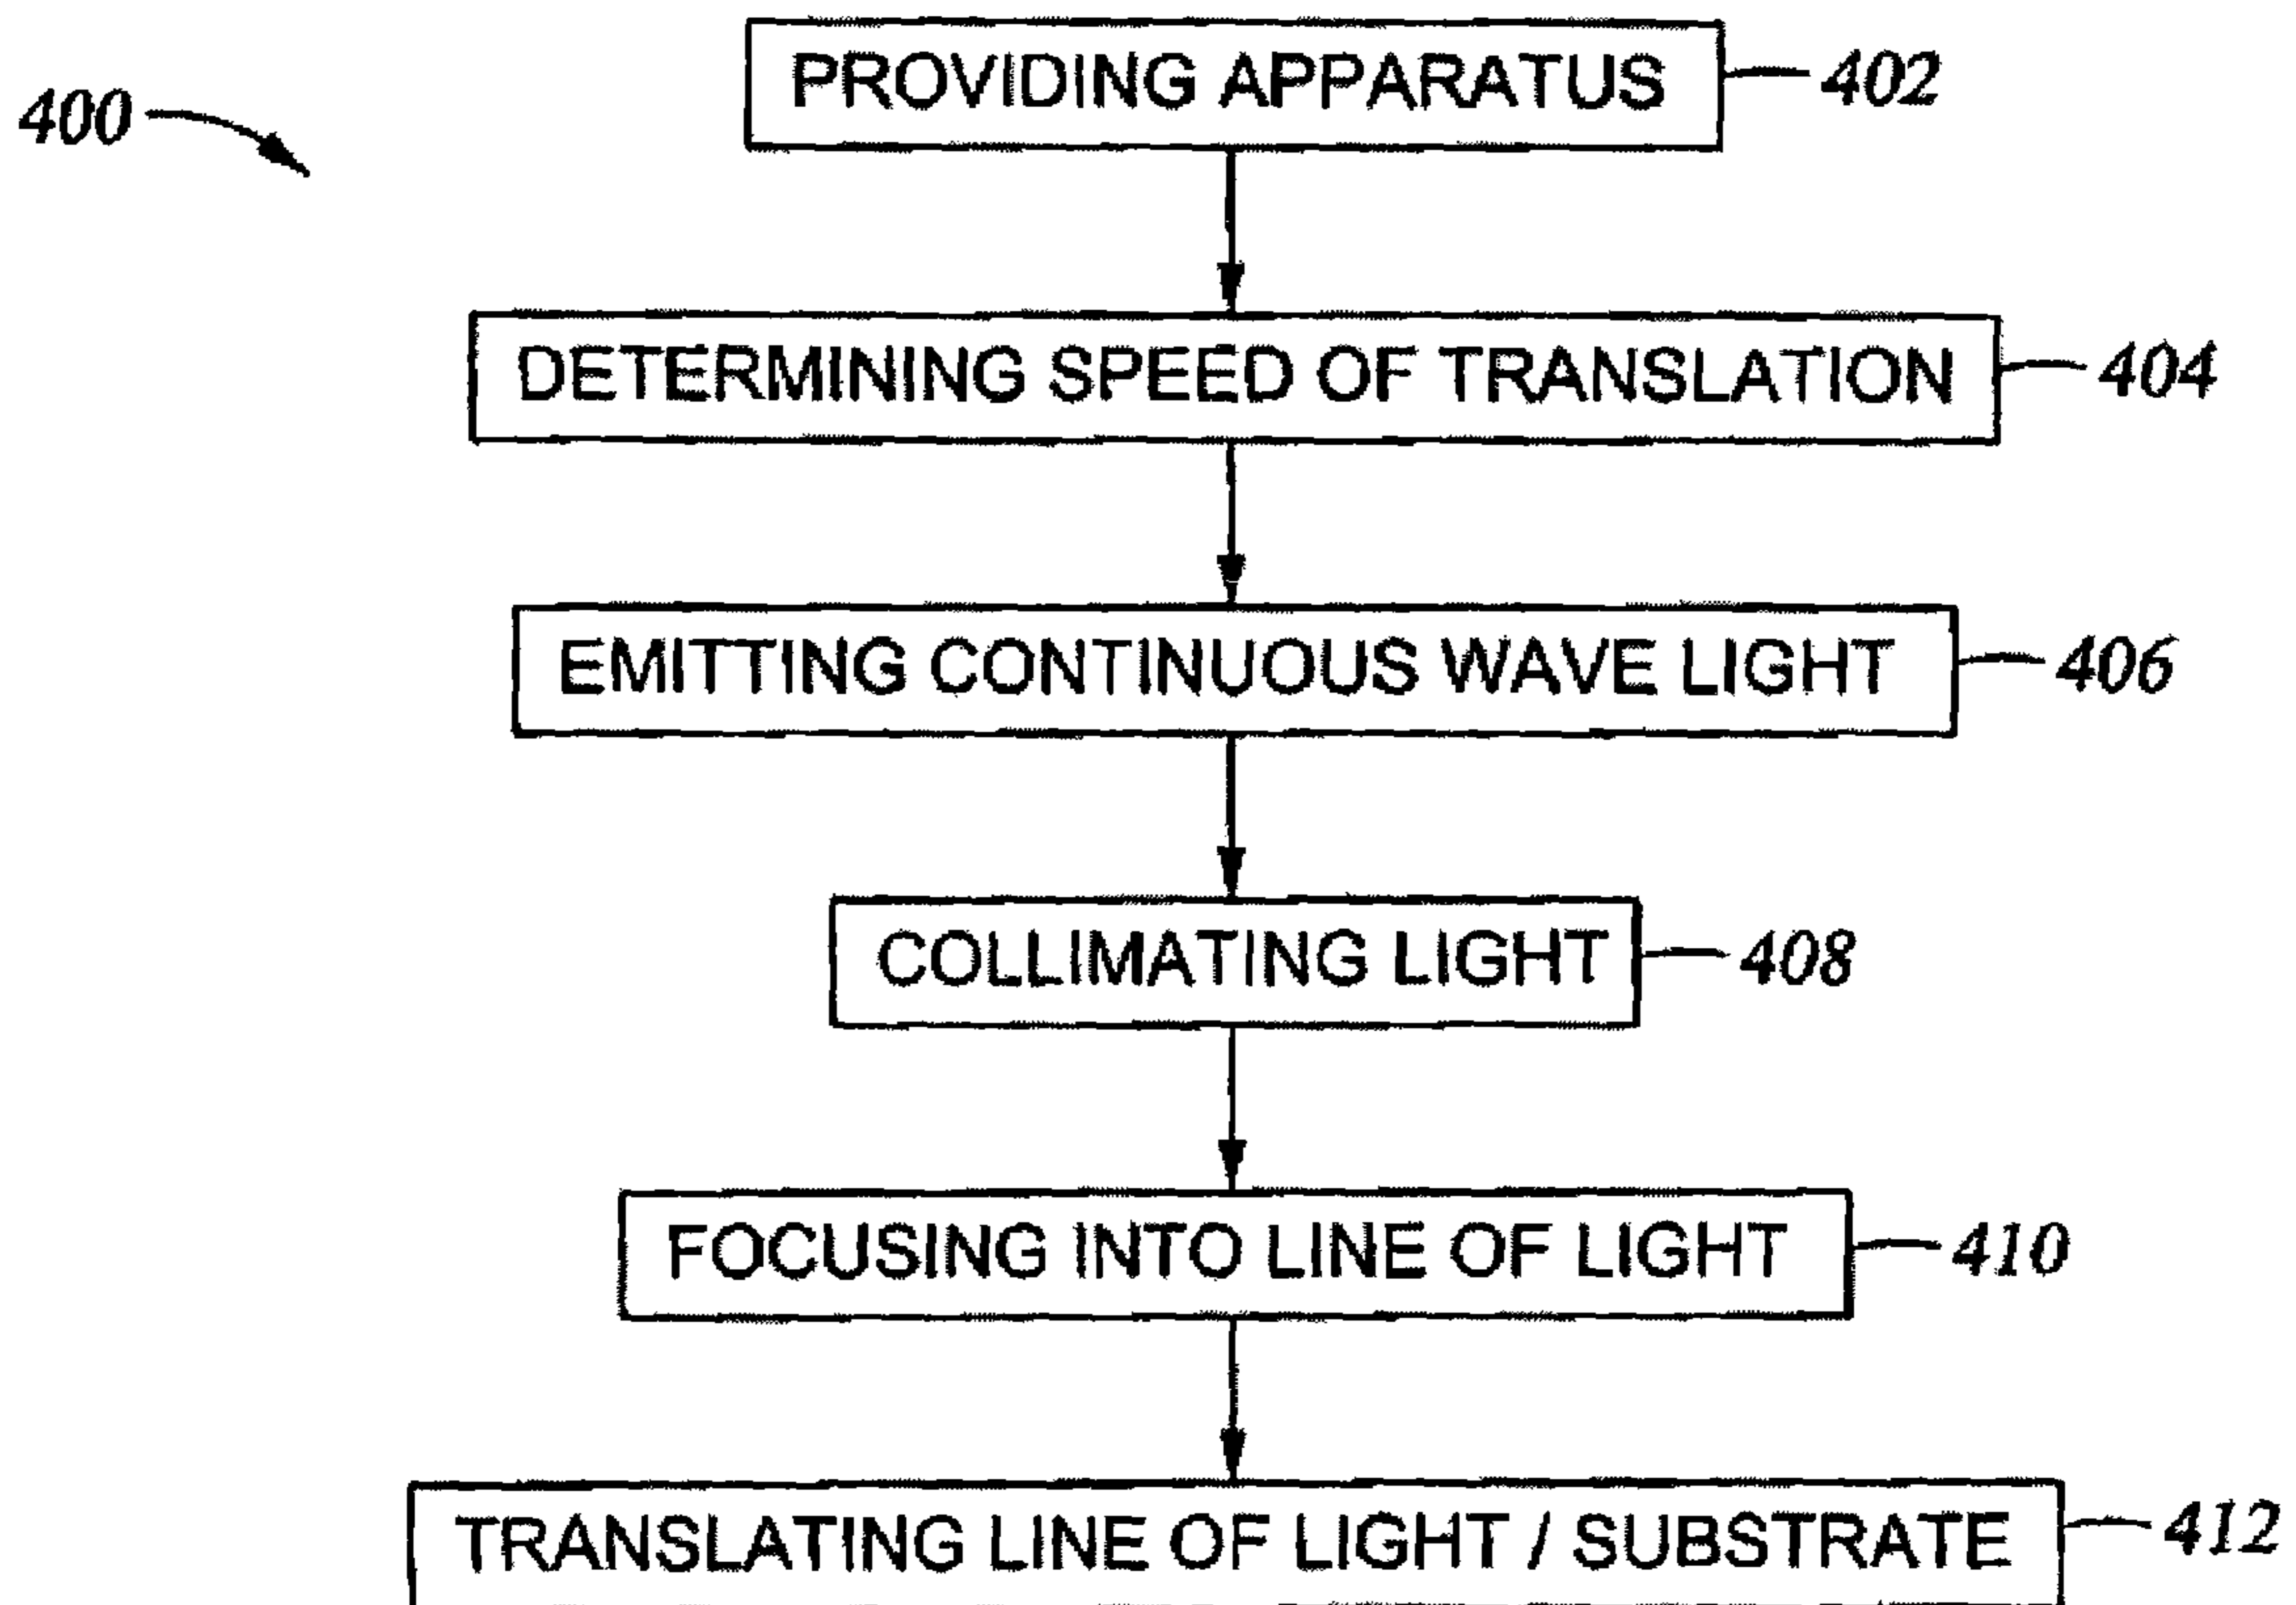 PROVIDING APPARATUS 402
400
DETERMINING SPEED OF TRANSLATION 404
EMITTING CONTINUOUS WAVE LIGHT 406
COLLIMATING LIGHT 408
FOCUSING INTO LINE OF LIGHT 410
TRANSLATING LINE OF LIGHT / SUBSTRATE 412